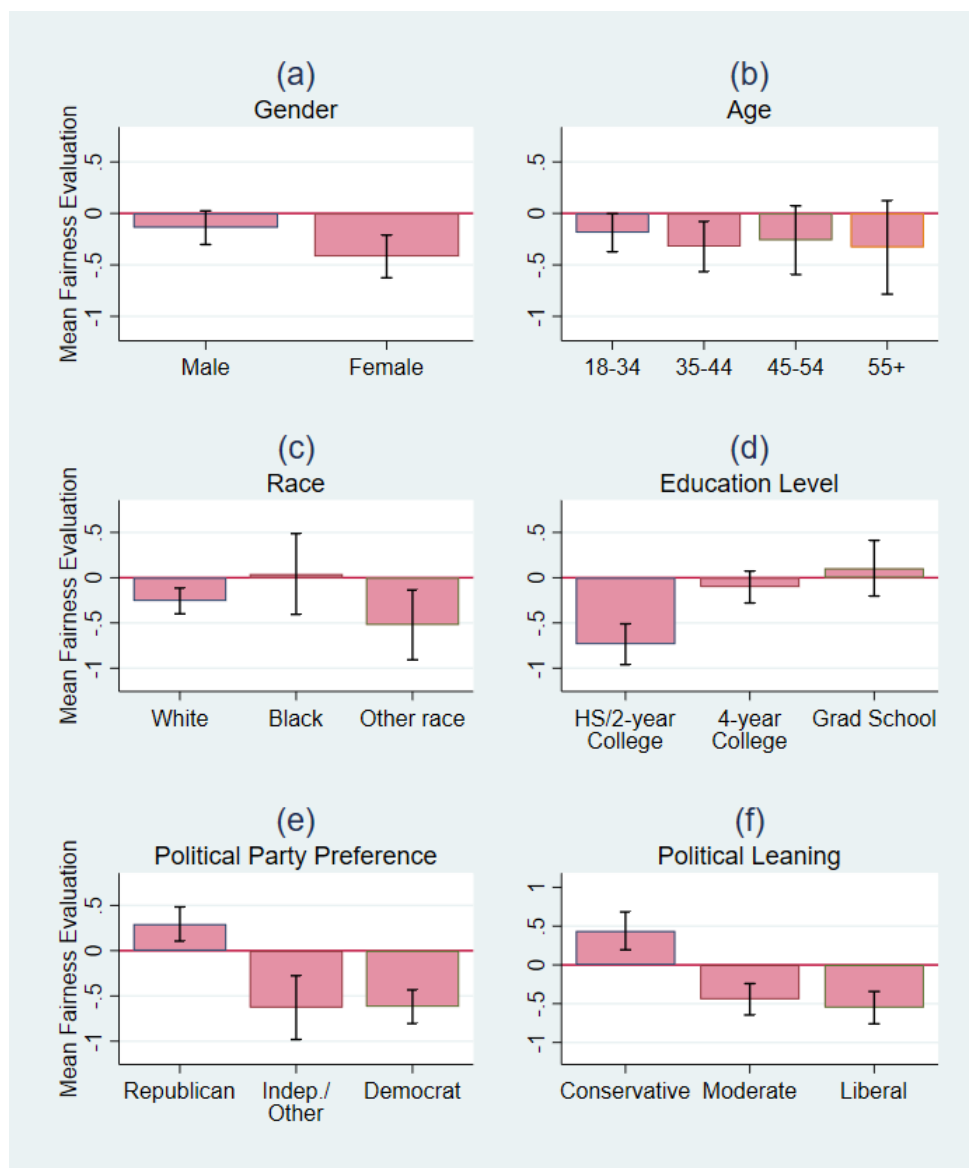 (a)
Gender
Mean Fairness Evaluation
.5
0
-.5
-1
Male Female
(b)
Age
.5
0
-.5
-1
18-34 35-44 45-54 55+
(c)
Race
Mean Fairness Evaluation
.5
0
-.5
-1
White Black Other race
(d)
Education Level
.5
0
-.5
-1
HS/2-year 4-year Grad School
College College
(e)
Political Party Preference
Mean Fairness Evaluation
.5
0
-.5
-1
Republican Indep./ Democrat
Other
(f)
Political Leaning
1
.5
0
-.5
-1
Conservative Moderate Liberal